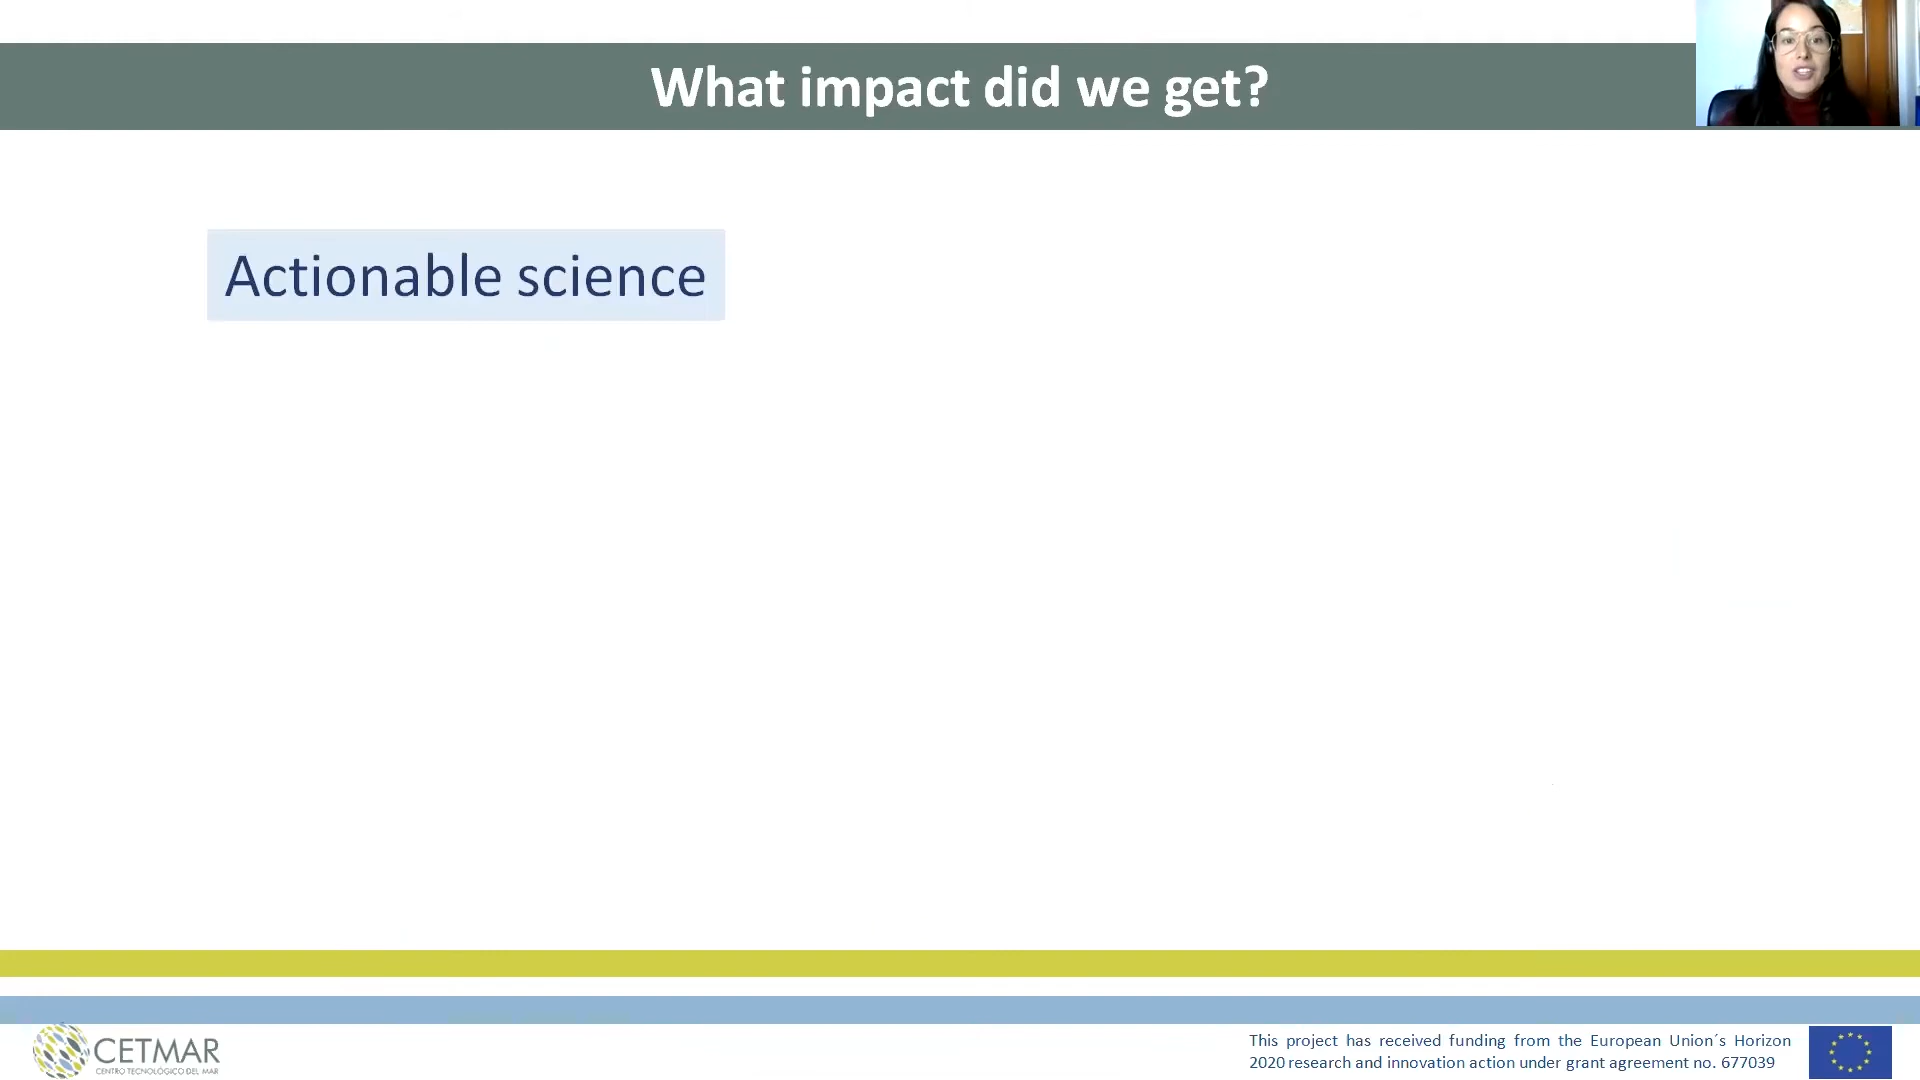 What impact did we get?
Actionable science
CETMAR
CENTRO TECNOLÓGICO DEL MAR
This project has received funding from the European Union´s Horizon
2020 research and innovation action under grant agreement no. 677039